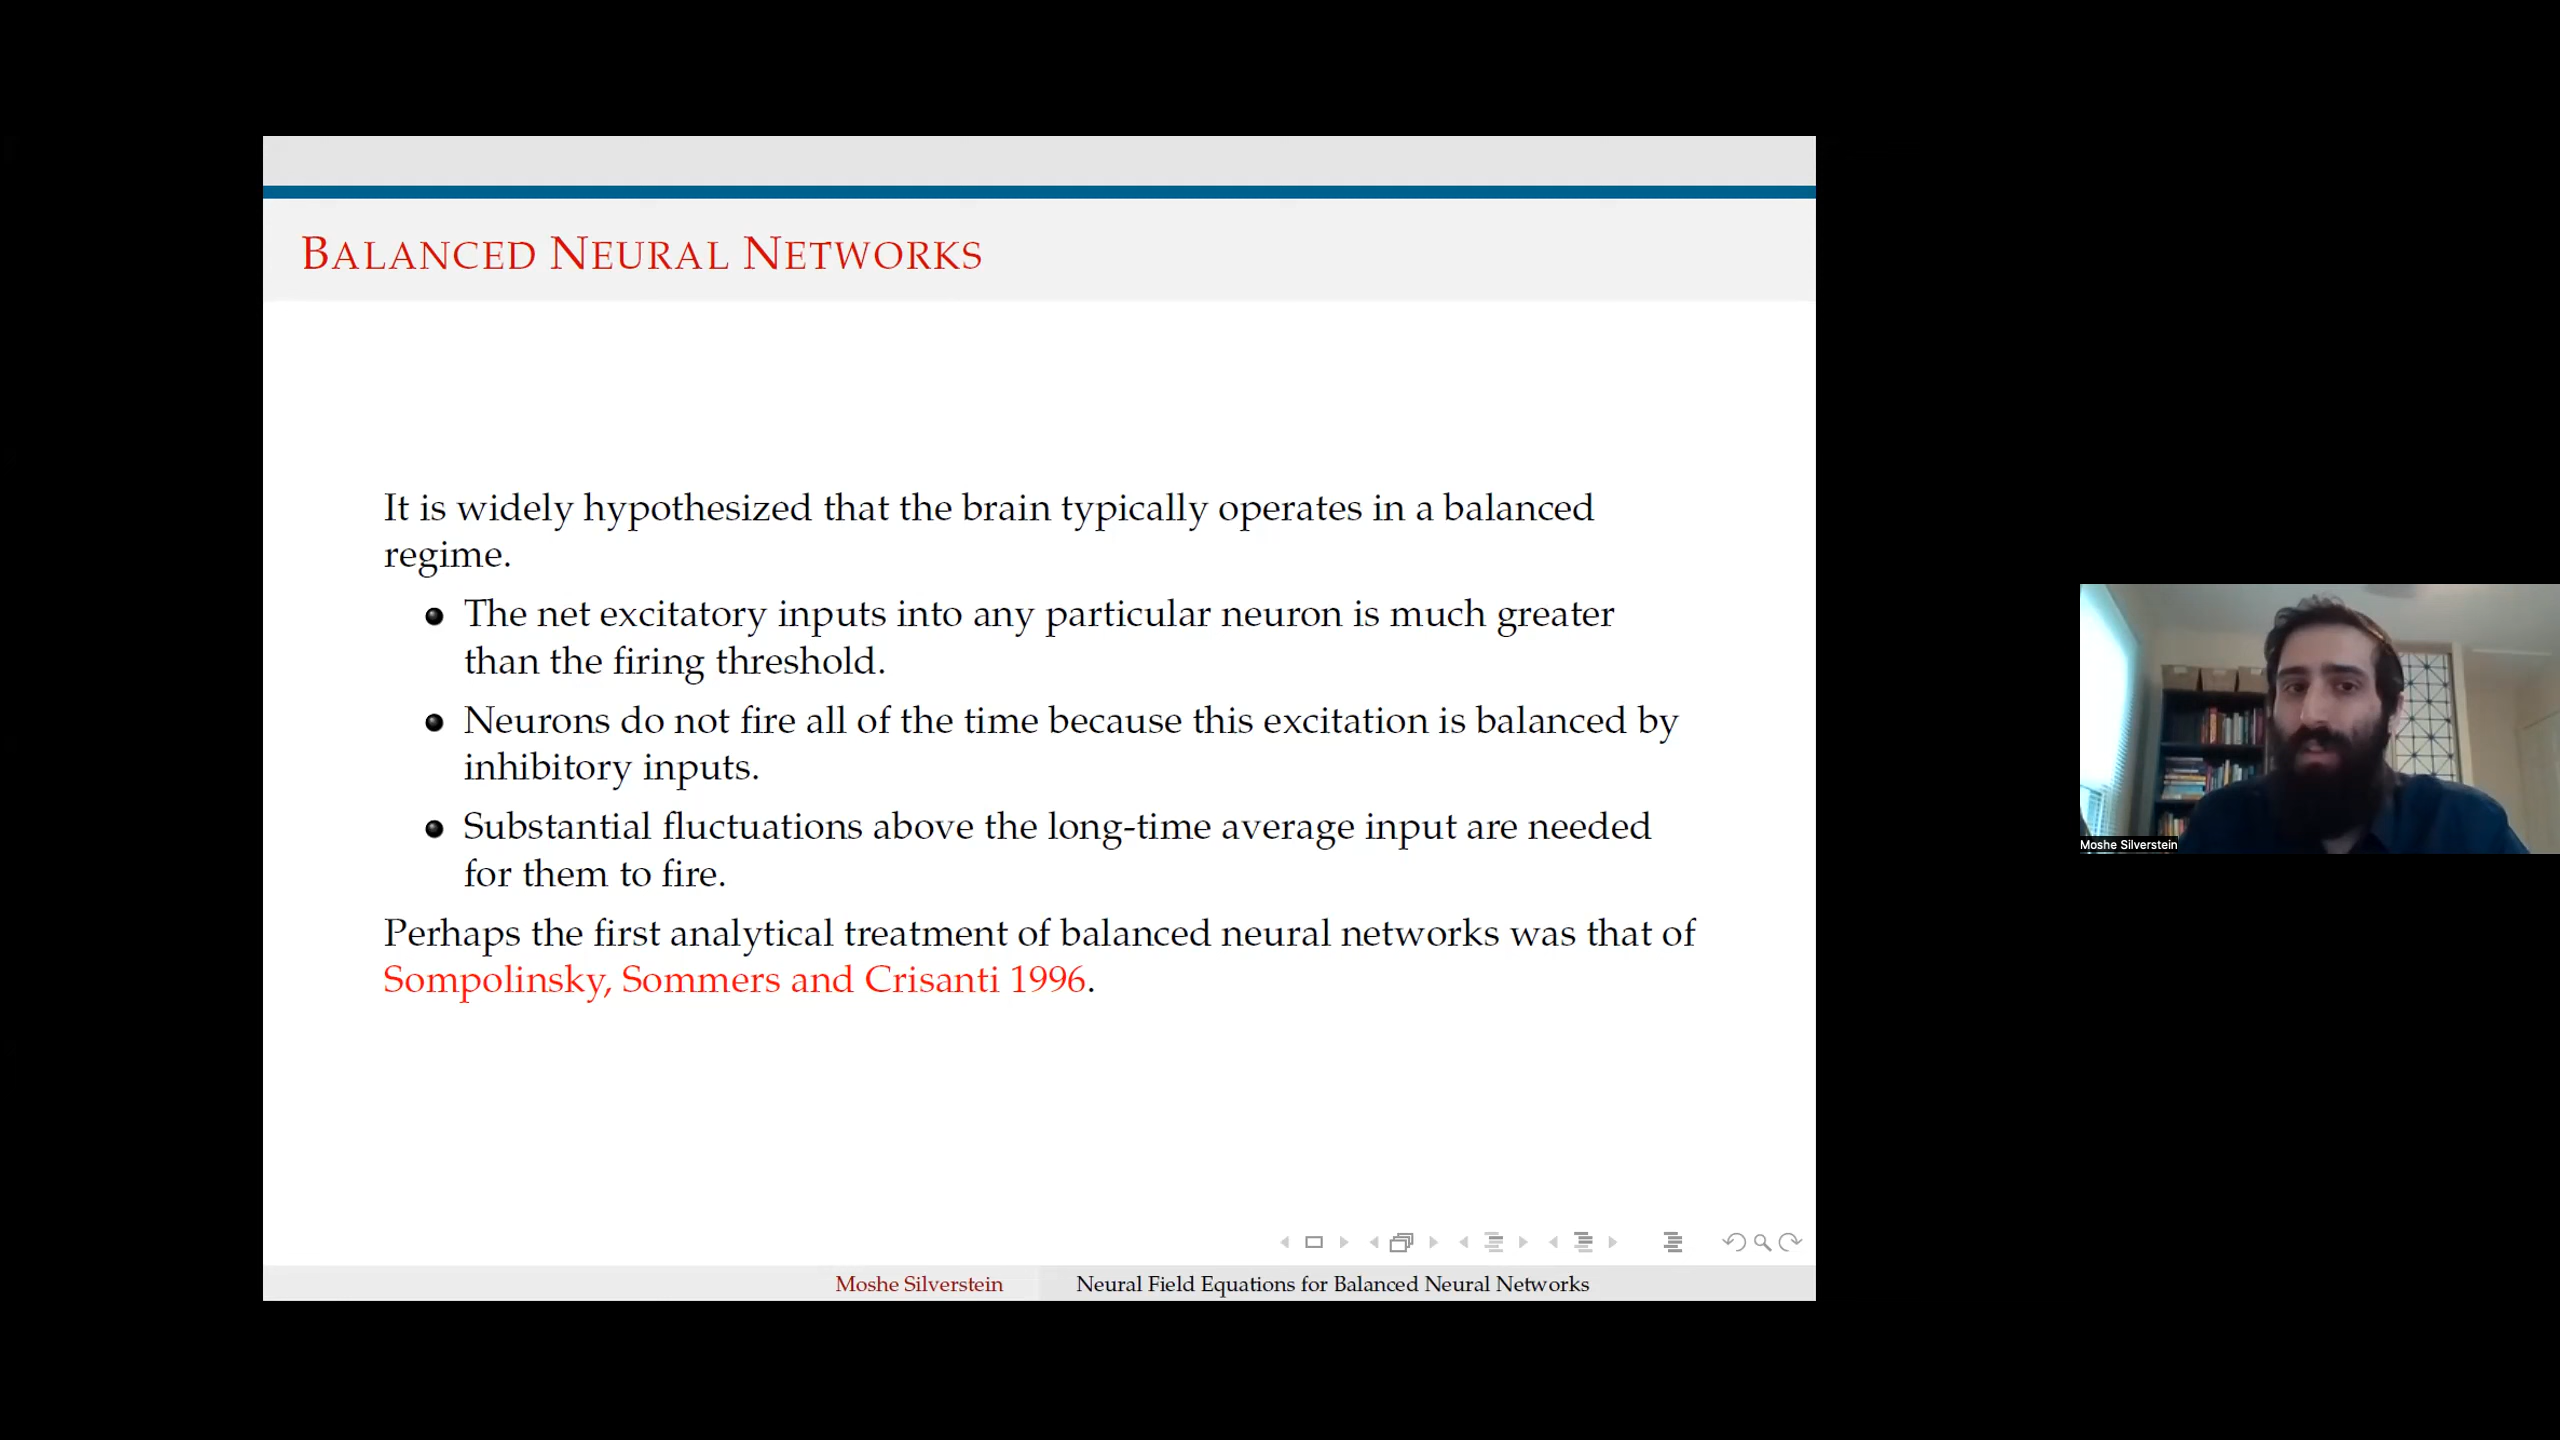 BALANCED NEURAL NETWORKS
It is widely hypothesized that the brain typically operates in a balanced
regime.
The net excitatory inputs into any particular neuron is much greater
than the firing threshold.
Neurons do not fire all of the time because this excitation is balanced by
inhibitory inputs.
Substantial fluctuations above the long-time average input are needed
for them to fire.
Perhaps the first analytical treatment of balanced neural networks was that of
Sompolinsky, Sommers and Crisanti 1996.
Moshe Silverstein Neural Field Equations for Balanced Neural Networks
Moshe Silverstein